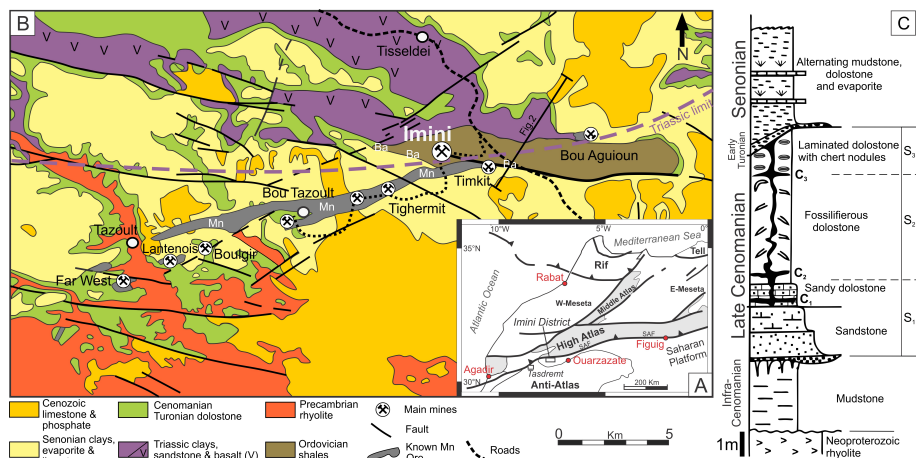 B
Tisseldei
N
Fig.2
Triassic limit
Imini
Ba
Ba
Ba
Mn
Bou Aguioun
Timkit
Bou Tazoult
Mn
Tighermit
Tazoult
Lantenois
Boulgir
Far West
V V V V V V V V
10°W
5°W
0°
35°N
30°N
Mediterranean Sea
Tell
Rif
Rabat
Atlantic Ocean
W-Meseta
Middle Atlas
E-Meseta
Imini District
High Atlas
SAF
SAF
Figuig
Saharan
Platform
Ouarzazate
Agadir
Tasdremt
Anti-Atlas
200 Km
A
Cenozoic
limestone &
phosphate
Cenomanian
Turonian dolostone
Precambrian
rhyolite
Main mines
Fault
Senonian clays,
evaporite &
Triassic clays,
sandstone & basalt (V)
Ordovician
shales
Known Mn
Ore
Roads
0 Km 5
C
Senonian
Alternating mudstone,
dolostone
and evaporite
Early
Turonian
Laminated dolostone
with chert nodules
S3
C3
Late Cenomanian
Fossilifierous
dolostone
S2
C2
Sandy dolostone
C1
S1
Sandstone
Infra-
Cenomanian
Mudstone
1m
Neoproterozoic
rhyolite